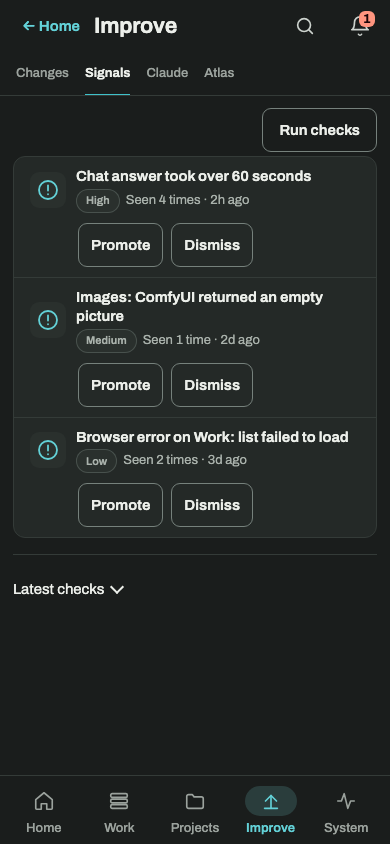 Home
Improve
1
Changes
Signals
Claude
Atlas
Run checks
Chat answer took over 60 seconds
High
Seen 4 times · 2h ago
Promote
Dismiss
Images: ComfyUI returned an empty
picture
Medium
Seen 1 time · 2d ago
Promote
Dismiss
Browser error on Work: list failed to load
Low
Seen 2 times · 3d ago
Promote
Dismiss
Latest checks
Home
Work
Projects
Improve
System